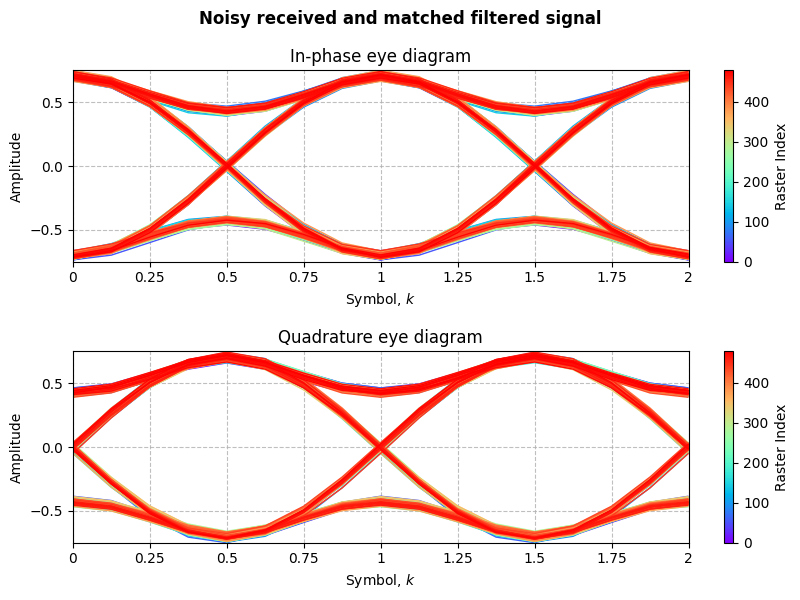 Noisy received and matched filtered signal
In-phase eye diagram
Amplitude
0.5
0.0
−0.5
0 0.25 0.5 0.75 1 1.25 1.5 1.75 2
Symbol, k
400
300
200
100
0
Raster Index
Quadrature eye diagram
Amplitude
0.5
0.0
−0.5
0 0.25 0.5 0.75 1 1.25 1.5 1.75 2
Symbol, k
400
300
200
100
0
Raster Index